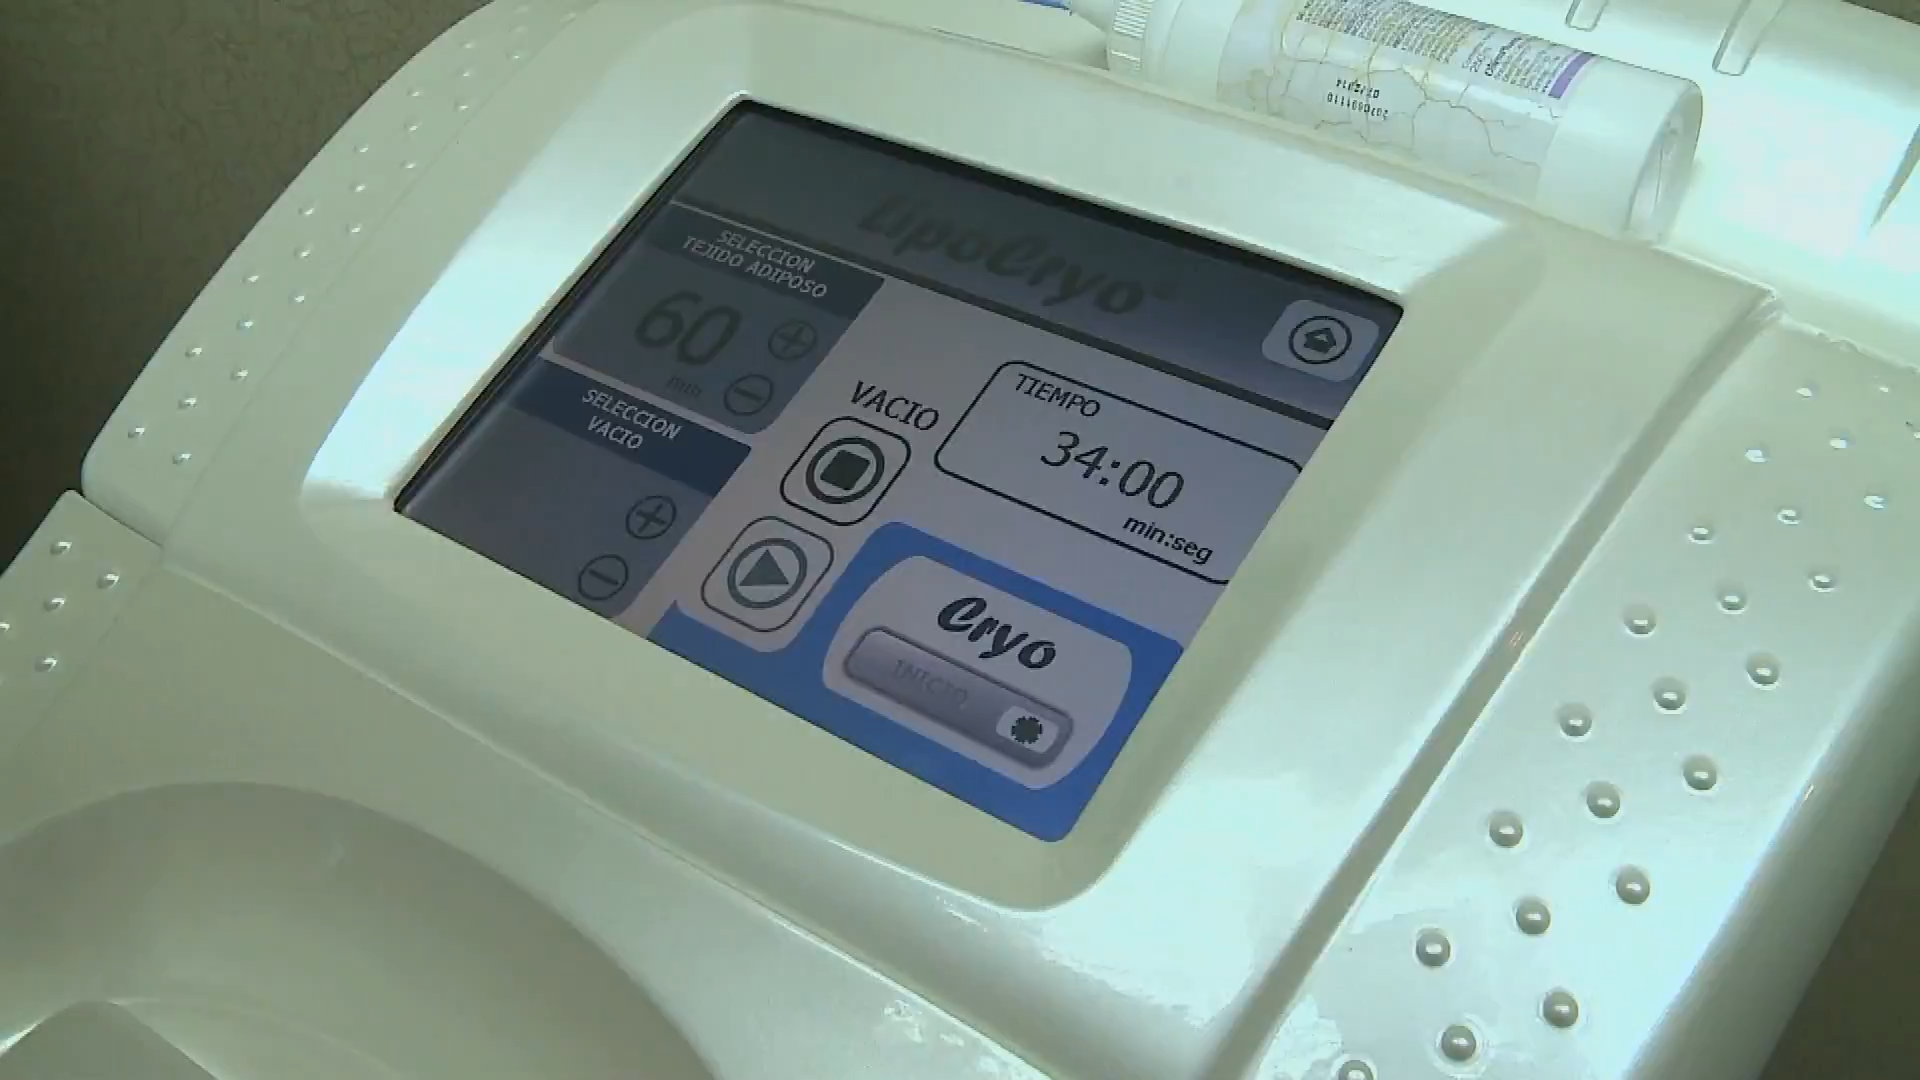 LipoCryo®
SELECCION
TEJIDO ADIPOSO
60
min
SELECCION
VACIO
VACIO
TIEMPO
34:00
min:seg
Cryo
INICIO